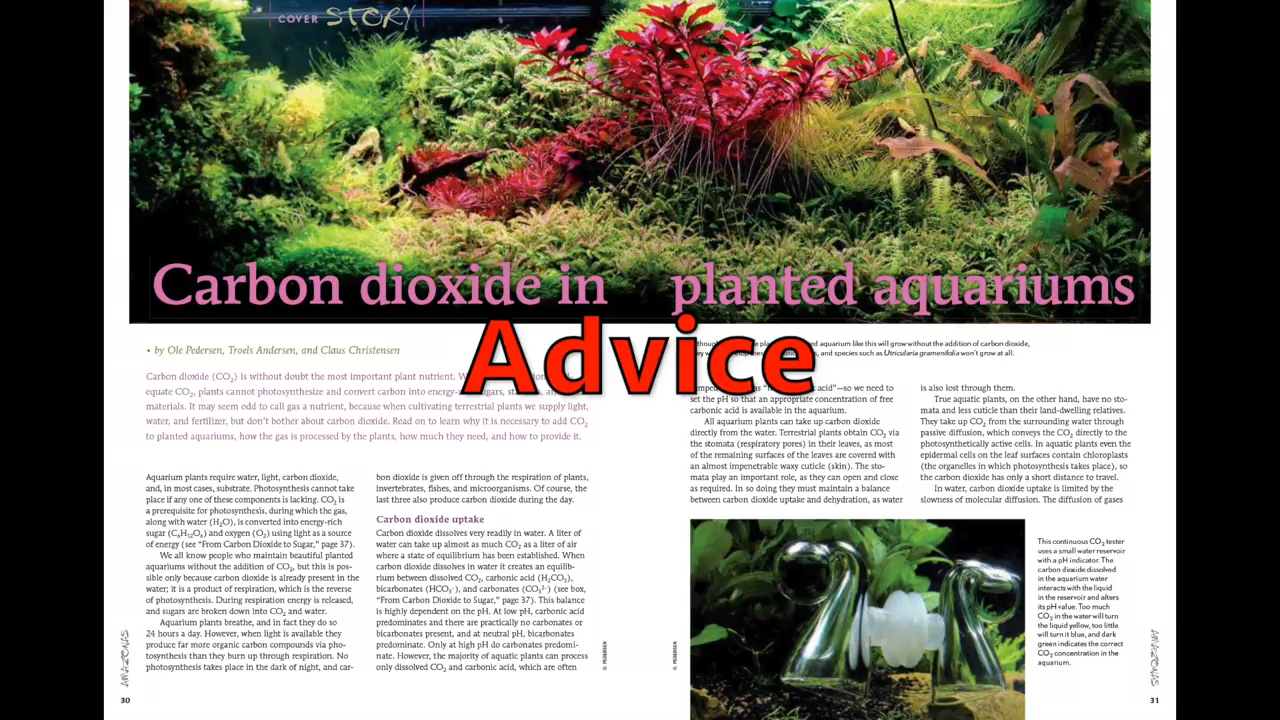 COVER STORY
Carbon dioxide in planted aquariums
Advice
• by Ole Pedersen, Troels Andersen, and Claus Christensen
Carbon dioxide (CO₂) is without doubt the most important plant nutrient.
equate CO₂, plants cannot photosynthesize and convert carbon into energy-
materials. It may seem odd to call gas a nutrient, because when cultivating terrestrial plants we supply light,
water, and fertilizer, but don't bother about carbon dioxide. Read on to learn why it is necessary to add CO₂
to planted aquariums, how the gas is processed by the plants, how much they need, and how to provide it.
Aquarium plants require water, light, carbon dioxide,
and, in most cases, substrate. Photosynthesis cannot take
place if any one of these components is lacking. CO₂ is
a prerequisite for photosynthesis, during which the gas,
along with water (H₂O), is converted into energy-rich
sugar (C₆H₁₂O₆) and oxygen (O₂) using light as a source
of energy (see "From Carbon Dioxide to Sugar," page 37).
We all know people who maintain beautiful planted
aquariums without the addition of CO₂, but this is pos-
sible only because carbon dioxide is already present in the
water; it is a product of respiration, which is the reverse
of photosynthesis. During respiration energy is released,
and sugars are broken down into CO₂ and water.
Aquarium plants breathe, and in fact they do so
24 hours a day. However, when light is available they
produce far more organic carbon compounds via pho-
tosynthesis than they burn up through respiration. No
photosynthesis takes place in the dark of night, and car-
bon dioxide is given off through the respiration of plants,
invertebrates, fishes, and microorganisms. Of course, the
last three also produce carbon dioxide during the day.
Carbon dioxide uptake
Carbon dioxide dissolves very readily in water. A liter of
water can take up almost as much CO₂ as a liter of air
where a state of equilibrium has been established. When
carbon dioxide dissolves in water it creates an equilib-
rium between dissolved CO₂, carbonic acid (H₂CO₃),
bicarbonates (HCO₃⁻), and carbonates (CO₃²⁻) (see box,
"From Carbon Dioxide to Sugar," page 37). This balance
is highly dependent on the pH. At low pH, carbonic acid
predominates and there are practically no carbonates or
bicarbonates present, and at neutral pH, bicarbonates
predominate. Only at high pH do carbonates predomi-
nate. However, the majority of aquatic plants can process
only dissolved CO₂ and carbonic acid, which are often
O. PEDERSEN
AMAZONAS
30
aquarium like this will grow without the addition of carbon dioxide,
and species such as Utricularia gramenifolia won't grow at all.
acid"—so we need to
set the pH so that an appropriate concentration of free
carbonic acid is available in the aquarium.
All aquarium plants can take up carbon dioxide
directly from the water. Terrestrial plants obtain CO₂ via
the stomata (respiratory pores) in their leaves, as most
of the remaining surfaces of the leaves are covered with
an almost impenetrable waxy cuticle (skin). The sto-
mata play an important role, as they can open and close
as required. In so doing they must maintain a balance
between carbon dioxide uptake and dehydration, as water
is also lost through them.
True aquatic plants, on the other hand, have no sto-
mata and less cuticle than their land-dwelling relatives.
They take up CO₂ from the surrounding water through
passive diffusion, which conveys the CO₂ directly to the
photosynthetically active cells. In aquatic plants even the
epidermal cells on the leaf surfaces contain chloroplasts
(the organelles in which photosynthesis takes place), so
the carbon dioxide has only a short distance to travel.
In water, carbon dioxide uptake is limited by the
slowness of molecular diffusion. The diffusion of gases
This continuous CO₂ tester
uses a small water reservoir
with a pH indicator. The
carbon dioxide dissolved
in the aquarium water
interacts with the liquid
in the reservoir and alters
its pH value. Too much
CO₂ in the water will turn
the liquid yellow, too little
will turn it blue, and dark
green indicates the correct
CO₂ concentration in the
aquarium.
O. PEDERSEN
AMAZONAS
31